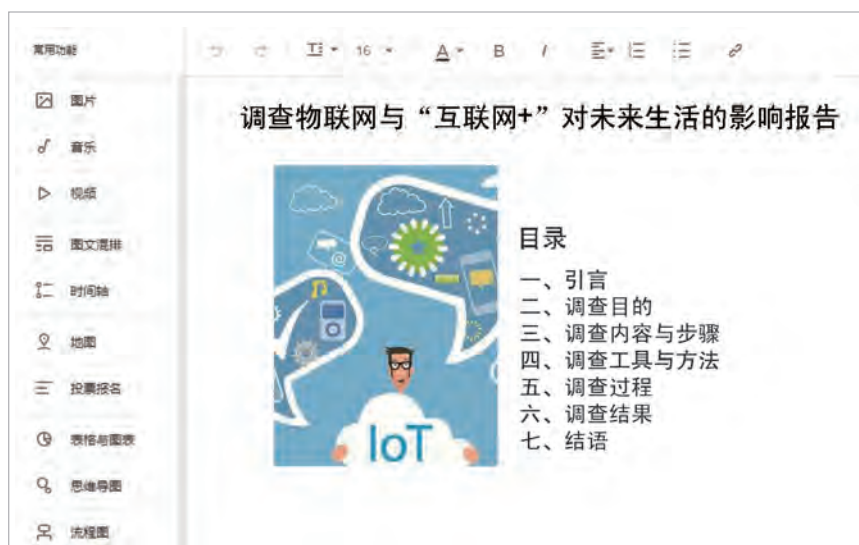 常用功能
16
A
B
I
图片
音乐
视频
图文混排
时间轴
地图
投票报名
表格与图表
思维导图
流程图
调查物联网与“互联网+”对未来生活的影响报告
IoT
目录
一、引言
二、调查目的
三、调查内容与步骤
四、调查工具与方法
五、调查过程
六、调查结果
七、结语